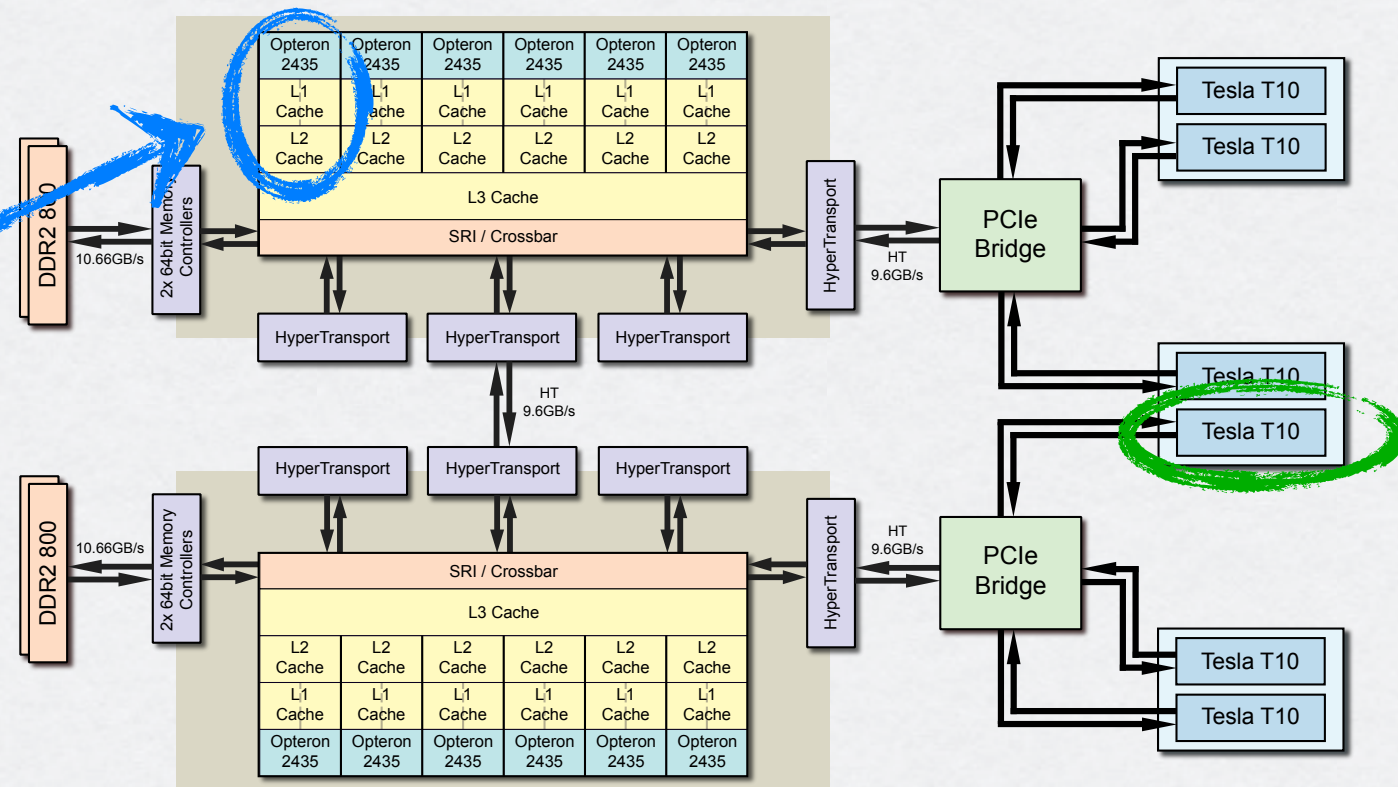 Opteron
2435
Opteron
2435
Opteron
2435
Opteron
2435
Opteron
2435
Opteron
2435
L1
Cache
L1
Cache
L1
Cache
L1
Cache
L1
Cache
L1
Cache
L2
Cache
L2
Cache
L2
Cache
L2
Cache
L2
Cache
L2
Cache
L3 Cache
SRI / Crossbar
DDR2 800
10.66GB/s
2x 64bit Memory
Controllers
HyperTransport
HT
9.6GB/s
PCIe
Bridge
Tesla T10
Tesla T10
HyperTransport
HyperTransport
HyperTransport
HT
9.6GB/s
Tesla T10
Tesla T10
HyperTransport
HyperTransport
HyperTransport
DDR2 800
10.66GB/s
2x 64bit Memory
Controllers
SRI / Crossbar
L3 Cache
HyperTransport
HT
9.6GB/s
PCIe
Bridge
L2
Cache
L2
Cache
L2
Cache
L2
Cache
L2
Cache
L2
Cache
L1
Cache
L1
Cache
L1
Cache
L1
Cache
L1
Cache
L1
Cache
Opteron
2435
Opteron
2435
Opteron
2435
Opteron
2435
Opteron
2435
Opteron
2435
Tesla T10
Tesla T10